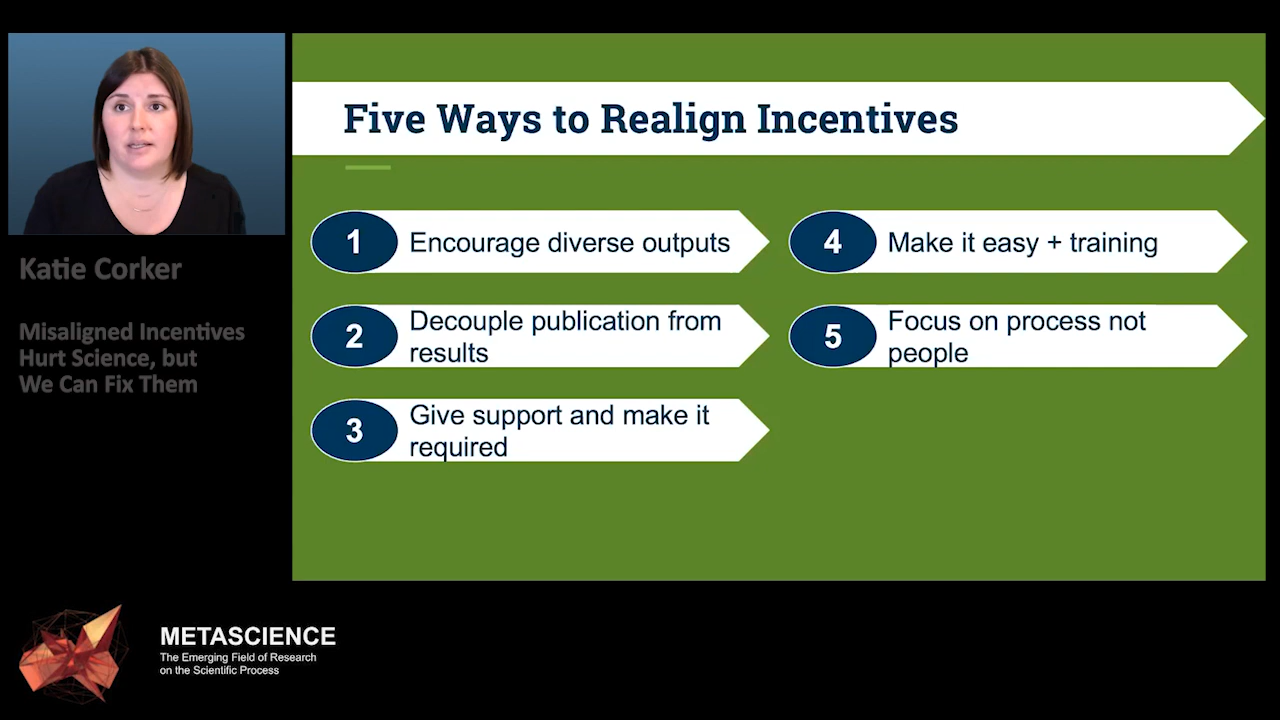 Katie Corker
Misaligned Incentives
Hurt Science, but
We Can Fix Them
Five Ways to Realign Incentives
1 Encourage diverse outputs
2 Decouple publication from
results
3 Give support and make it
required
4 Make it easy + training
5 Focus on process not
people
METASCIENCE
The Emerging Field of Research
on the Scientific Process